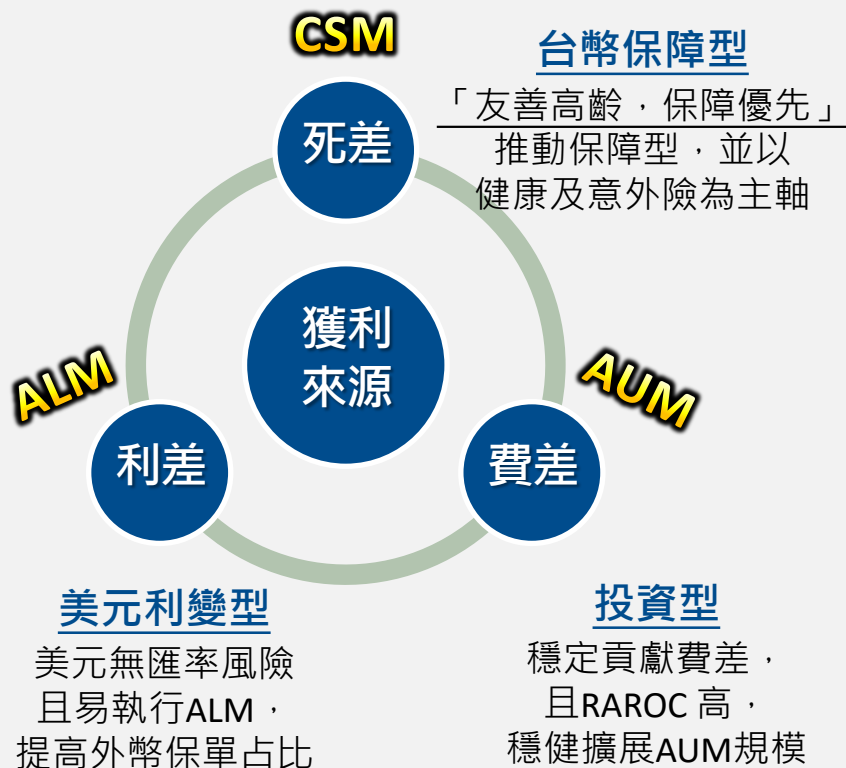 CSM
台幣保障型
「友善高齡，保障優先」
推動保障型，並以
健康及意外險為主軸
死差
獲利
來源
ALM
AUM
利差
費差
美元利變型
美元無匯率風險
且易執行ALM，
提高外幣保單占比
投資型
穩定貢獻費差，
且RAROC 高，
穩健擴展AUM規模